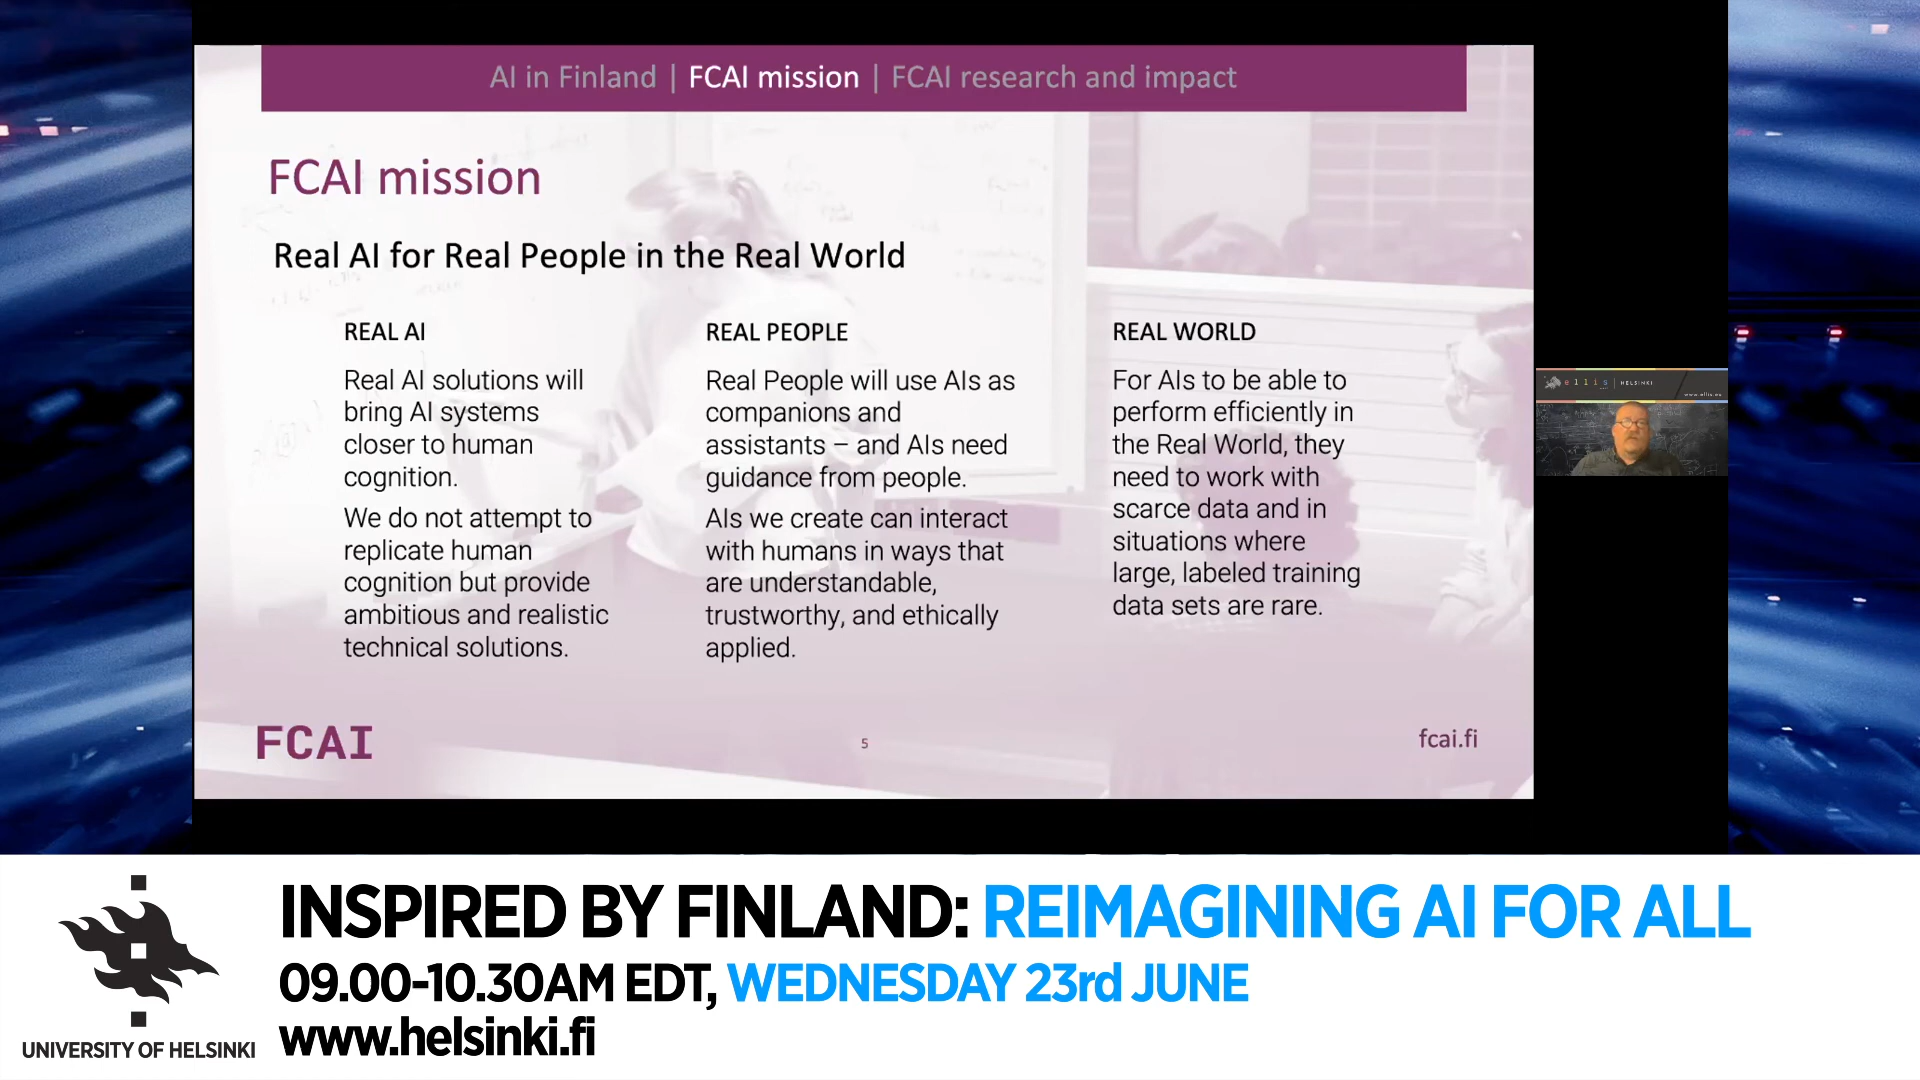 AI in Finland | FCAI mission | FCAI research and impact
FCAI mission
Real AI for Real People in the Real World
REAL AI
Real AI solutions will
bring AI systems
closer to human
cognition.
We do not attempt to
replicate human
cognition but provide
ambitious and realistic
technical solutions.
REAL PEOPLE
Real People will use AIs as
companions and
assistants – and AIs need
guidance from people.
AIs we create can interact
with humans in ways that
are understandable,
trustworthy, and ethically
applied.
REAL WORLD
For AIs to be able to
perform efficiently in
the Real World, they
need to work with
scarce data and in
situations where
large, labeled training
data sets are rare.
FCAI
5
fcai.fi
ellis | HELSINKI
www.ellis.eu
INSPIRED BY FINLAND: REIMAGINING AI FOR ALL
09.00-10.30AM EDT, WEDNESDAY 23rd JUNE
www.helsinki.fi
UNIVERSITY OF HELSINKI